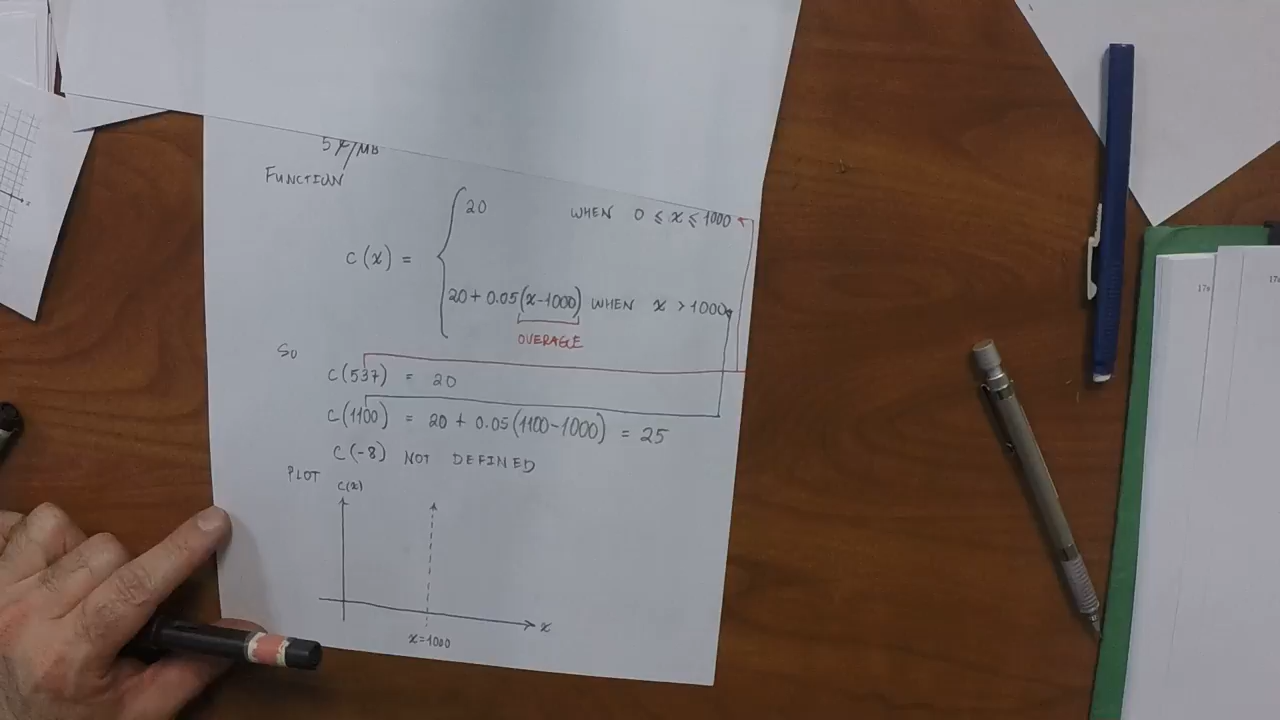 5¢/MB
FUNCTION
20 WHEN 0 ≤ x ≤ 1000
C(x) =
20 + 0.05(x-1000) WHEN x > 1000
OVERAGE
SO
C(537) = 20
C(1100) = 20 + 0.05(1100-1000) = 25
C(-8) NOT DEFINED
PLOT C(x)
x
x=1000